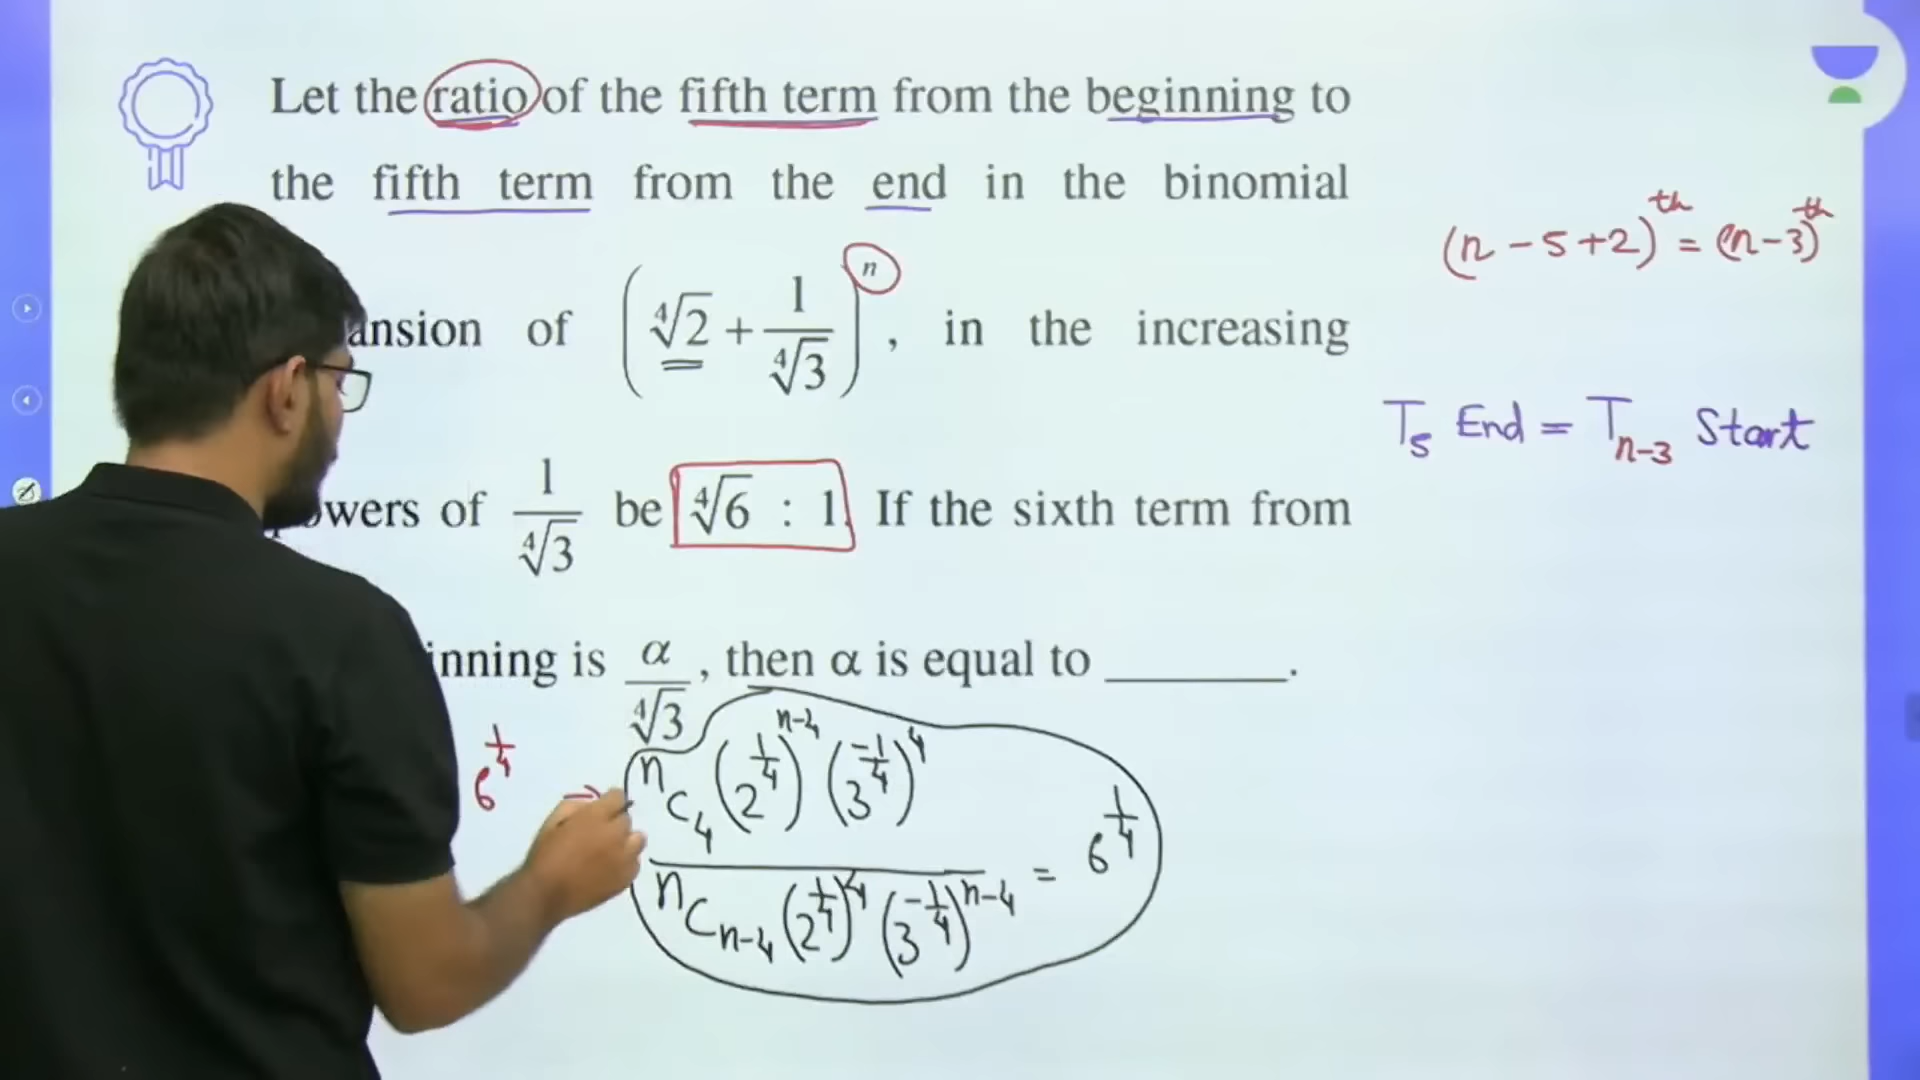 Let the ratio of the fifth term from the beginning to
the fifth term from the end in the binomial
ansion of (∜2 + 1/∜3)ⁿ, in the increasing
owers of 1/∜3 be ∜6 : 1. If the sixth term from
inning is α/∜3, then α is equal to ________.
(n-5+2)ᵗʰ = (n-3)ᵗʰ
T₅ End = Tₙ₋₃ Start
6^(1/4) → ⁿC₄ (2^(1/4))^(n-4) (3^(-1/4))^4 / ⁿCₙ₋₄ (2^(1/4))^4 (3^(-1/4))^(n-4) = 6^(1/4)